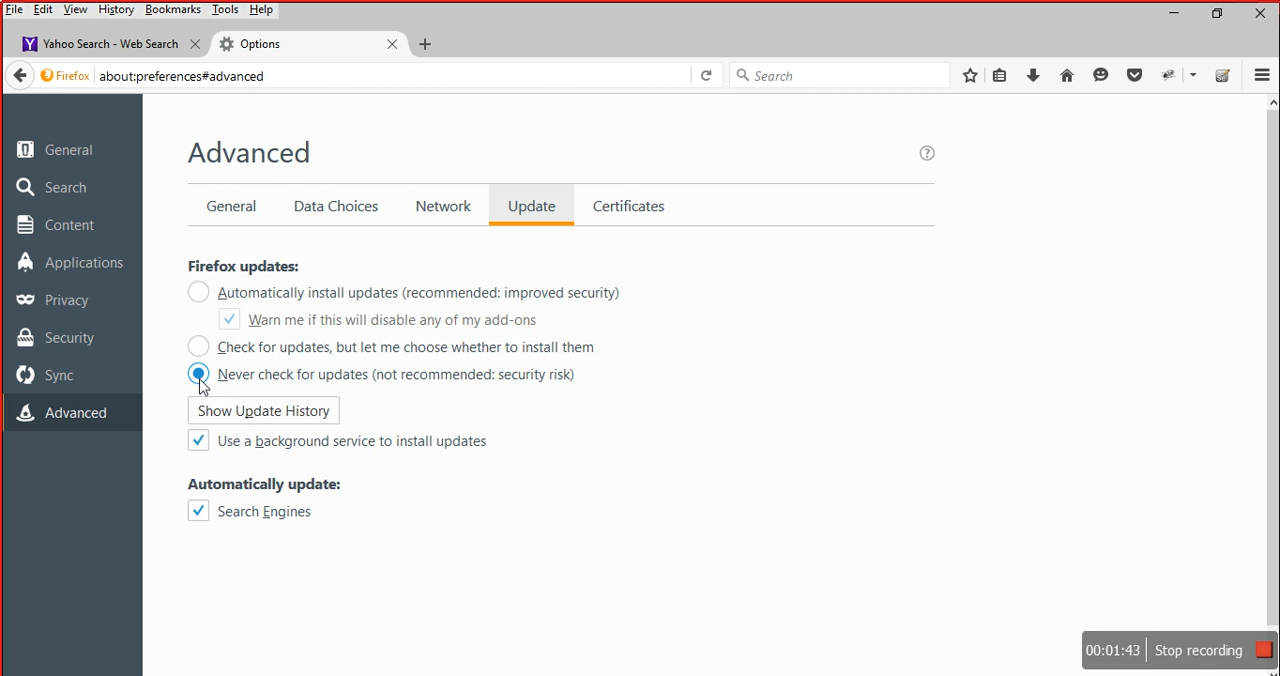 File Edit View History Bookmarks Tools Help
Yahoo Search - Web Search Options
Firefox about:preferences#advanced Search
General
Search
Content
Applications
Privacy
Security
Sync
Advanced
Advanced
General Data Choices Network Update Certificates
Firefox updates:
Automatically install updates (recommended: improved security)
Warn me if this will disable any of my add-ons
Check for updates, but let me choose whether to install them
Never check for updates (not recommended: security risk)
Show Update History
Use a background service to install updates
Automatically update:
Search Engines
00:01:43 Stop recording